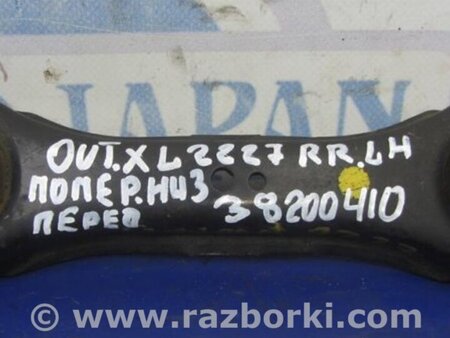 JAPAN
OUT.XL 2227 RR.LH
ПОПЕР.НИЗ
ПЕРЕД 38200410
© www.razborki.com